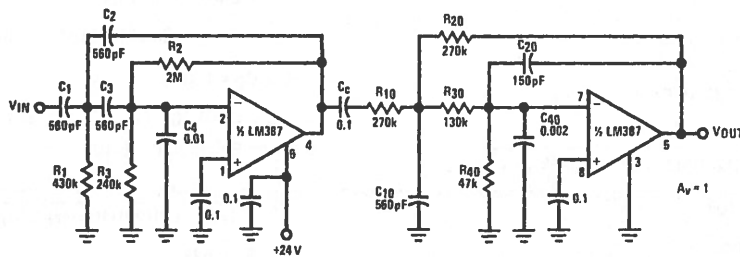 C2
560pF
R2
2M
C1
560pF
C3
560pF
VIN
R1
430k
R3
240k
C4
0.01
2
−
½ LM387
+
1
6
4
0.1
0.1
+24V
CC
0.1
R10
270k
R20
270k
C20
150pF
R30
130k
C10
560pF
R40
47k
C40
0.002
7
−
½ LM387
+
8
3
5
0.1
VOUT
AV = 1